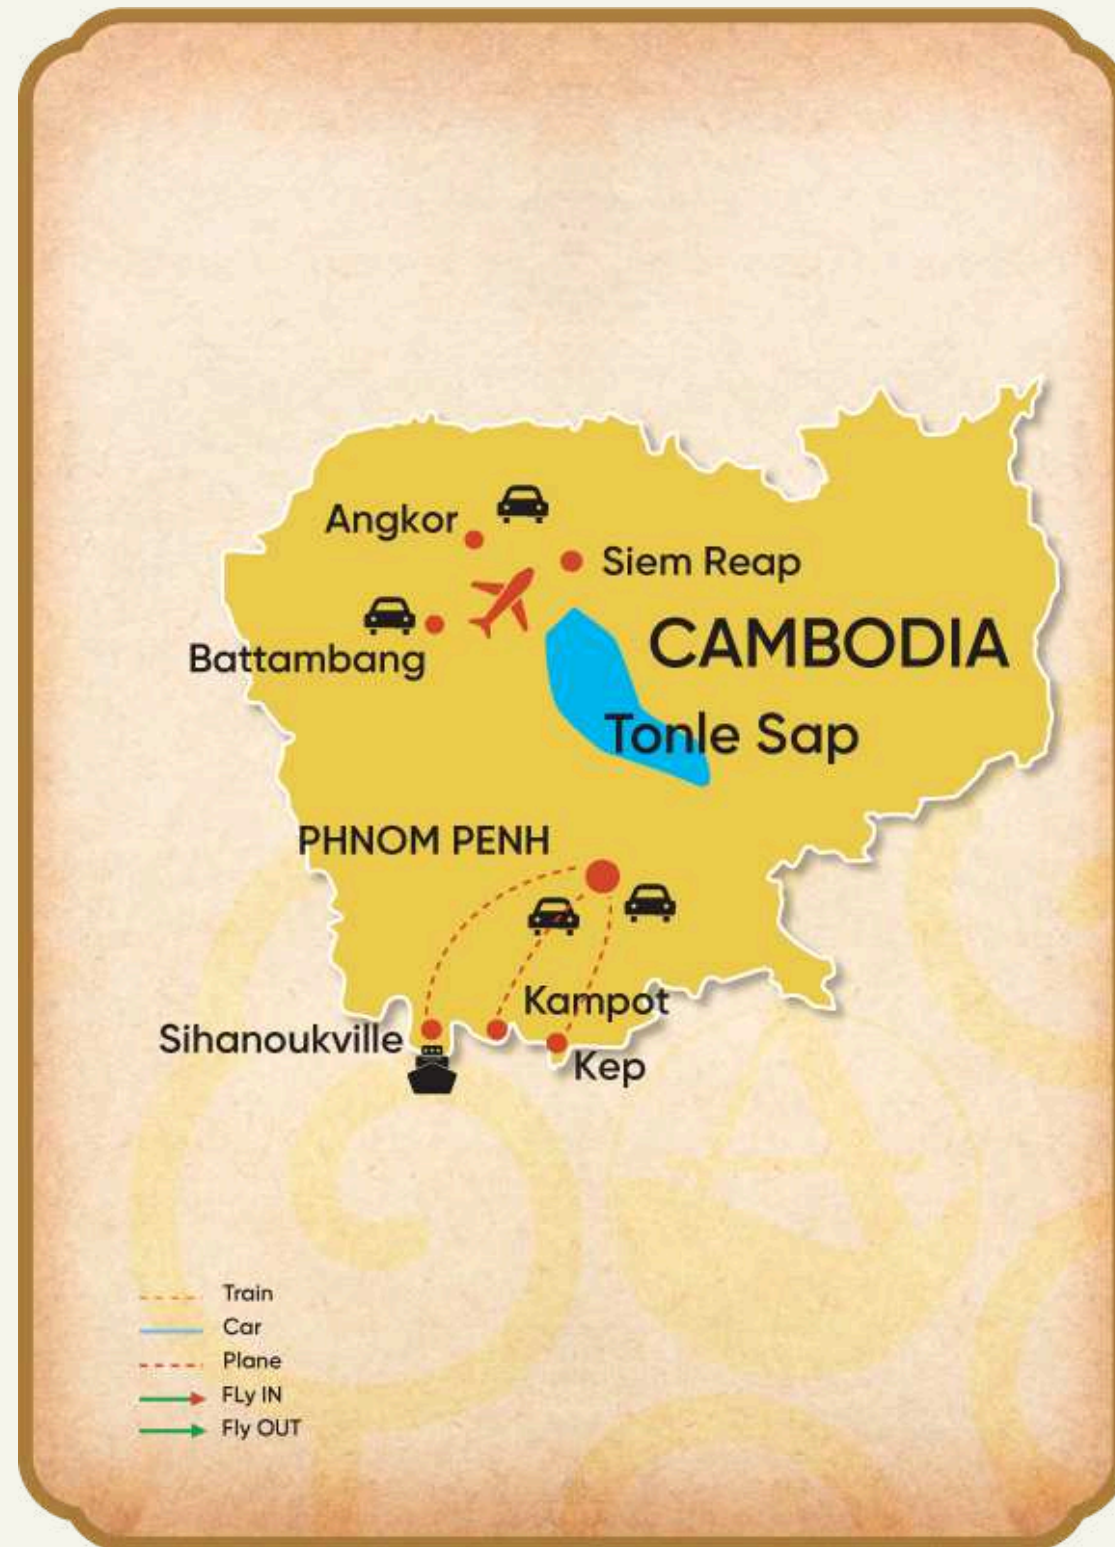 Angkor
Siem Reap
CAMBODIA
Battambang
Tonle Sap
PHNOM PENH
Kampot
Sihanoukville
Kep
Train
Car
Plane
FLy IN
Fly OUT